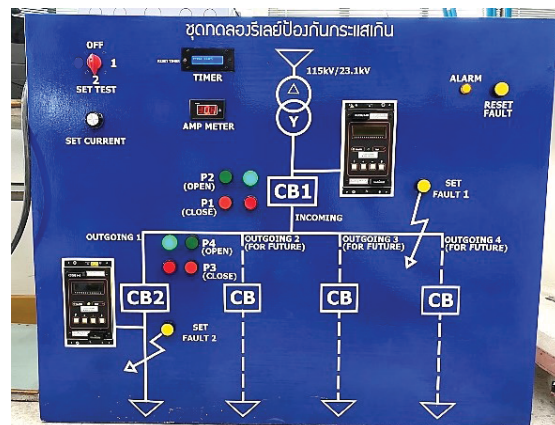 ชุดทดลองรีเลย์ป้องกันกระแสเกิน
OFF
1
2
SET TEST
TIMER
115kV/23.1kV
ALARM
RESET
FAULT
SET CURRENT
AMP METER
Y
P2
(OPEN)
P1
(CLOSE)
CB1
SET
FAULT 1
INCOMING
OUTGOING 1
P4
(OPEN)
P3
(CLOSE)
OUTGOING 2
(FOR FUTURE)
OUTGOING 3
(FOR FUTURE)
OUTGOING 4
(FOR FUTURE)
CB2
CB
CB
CB
SET
FAULT 2